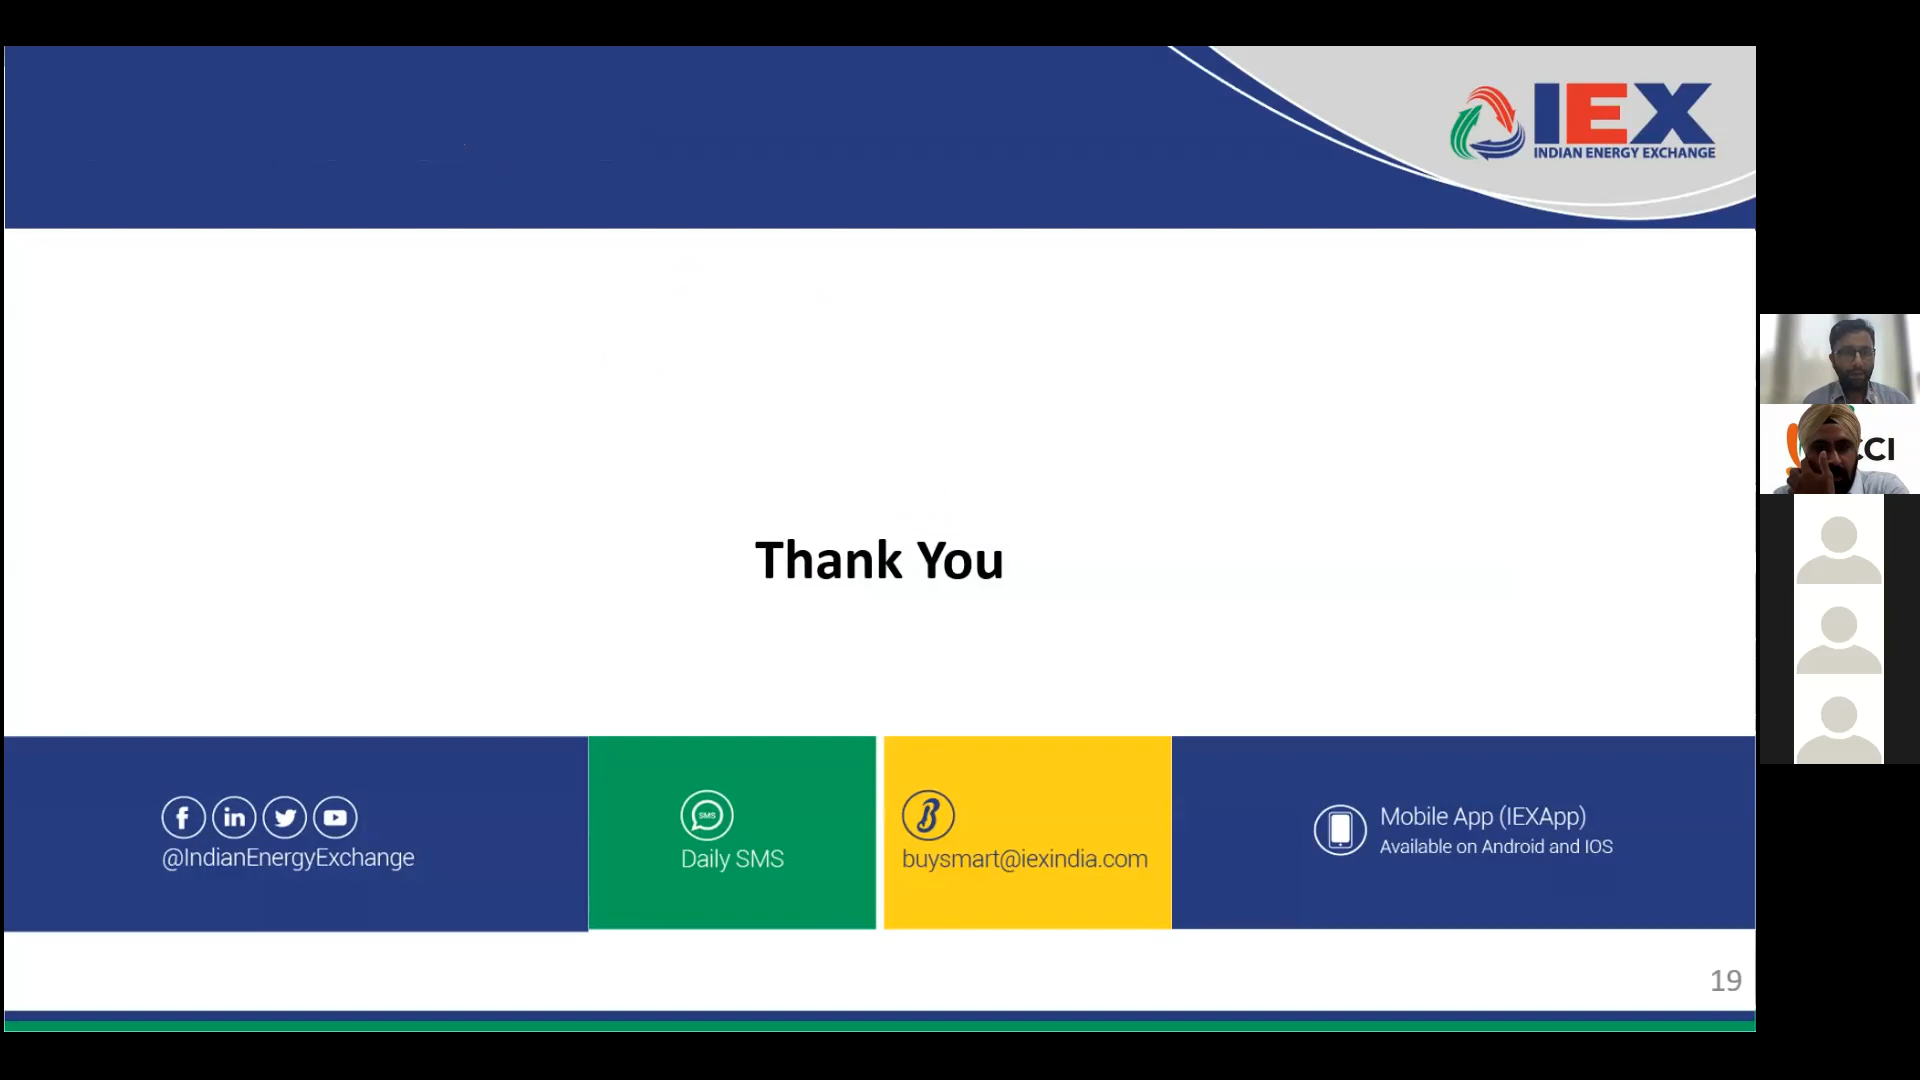 IEX
INDIAN ENERGY EXCHANGE
CCI
Thank You
@IndianEnergyExchange
SMS
Daily SMS
buysmart@iexindia.com
Mobile App (IEXApp)
Available on Android and IOS
19